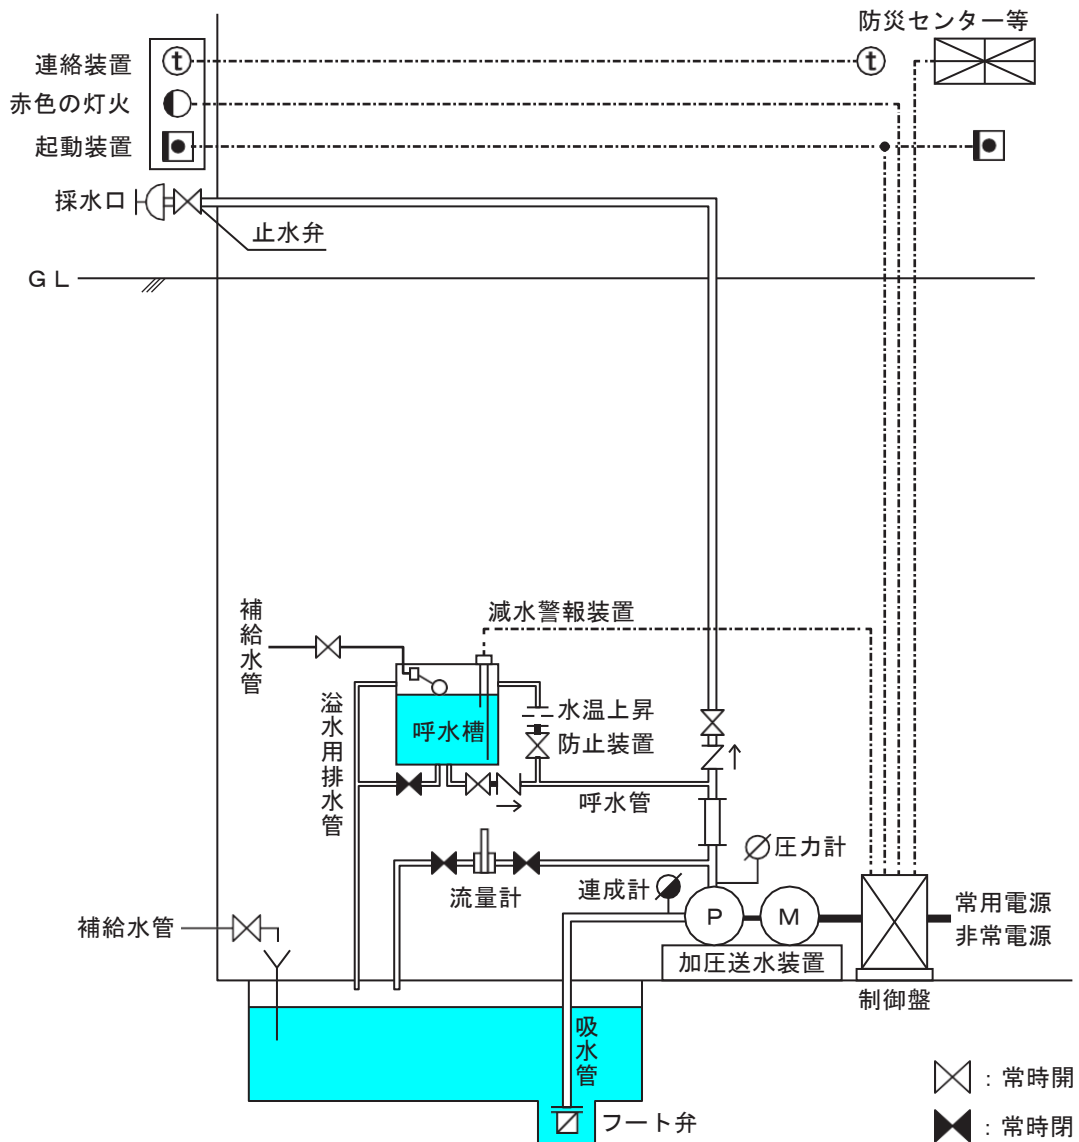 防災センター等
連絡装置
t
t
赤色の灯火
起動装置
採水口
止水弁
GL
補給水管
減水警報装置
溢水用排水管
呼水槽
水温上昇
防止装置
呼水管
圧力計
連成計
流量計
P
M
常用電源
非常電源
補給水管
加圧送水装置
制御盤
吸水管
フート弁
:常時開
:常時閉